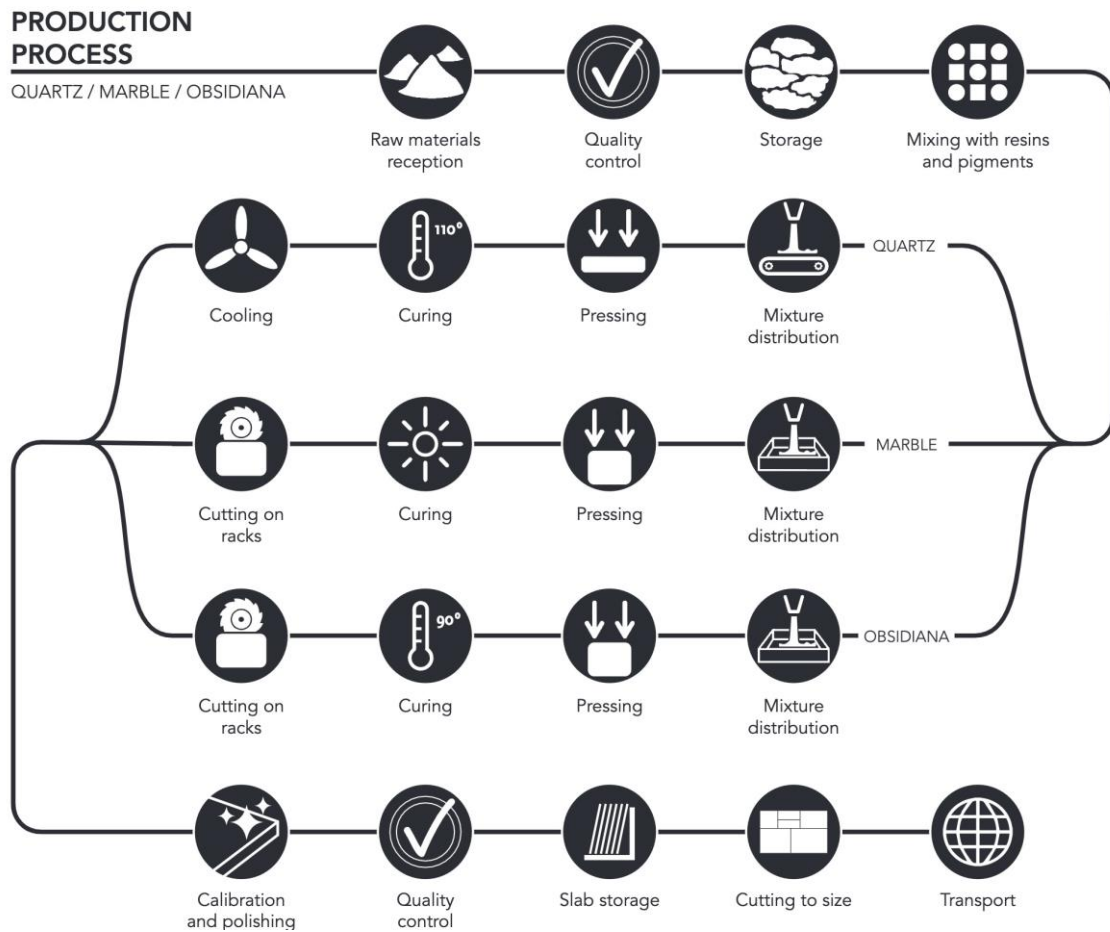 PRODUCTION
PROCESS
QUARTZ / MARBLE / OBSIDIANA
Raw materials
reception
Quality
control
Storage
Mixing with resins
and pigments
110°
QUARTZ
Cooling
Curing
Pressing
Mixture
distribution
MARBLE
Cutting on
racks
Curing
Pressing
Mixture
distribution
90°
OBSIDIANA
Cutting on
racks
Curing
Pressing
Mixture
distribution
Calibration
and polishing
Quality
control
Slab storage
Cutting to size
Transport